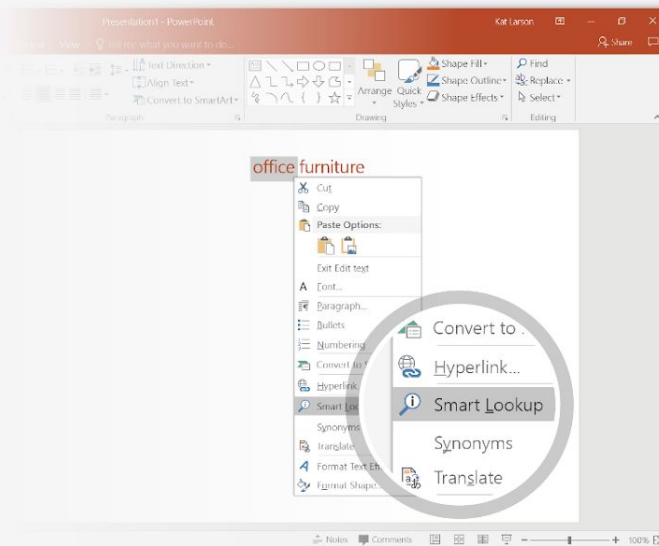 Presentation1 - PowerPoint
Kat Larson
View
Tell me what you want to do...
Share
Text Direction
Align Text
Convert to SmartArt
Paragraph
Arrange
Quick Styles
Shape Fill
Shape Outline
Shape Effects
Drawing
Find
Replace
Select
Editing
office furniture
Cut
Copy
Paste Options:
Exit Edit text
A Font...
Paragraph...
Bullets
Numbering
Convert to
Hyperlink
Smart Loo
Synonyms
Translate
Format Text Eff
Format Shape...
Convert to .
Hyperlink...
Smart Lookup
Synonyms
Translate
Notes
Comments
100%